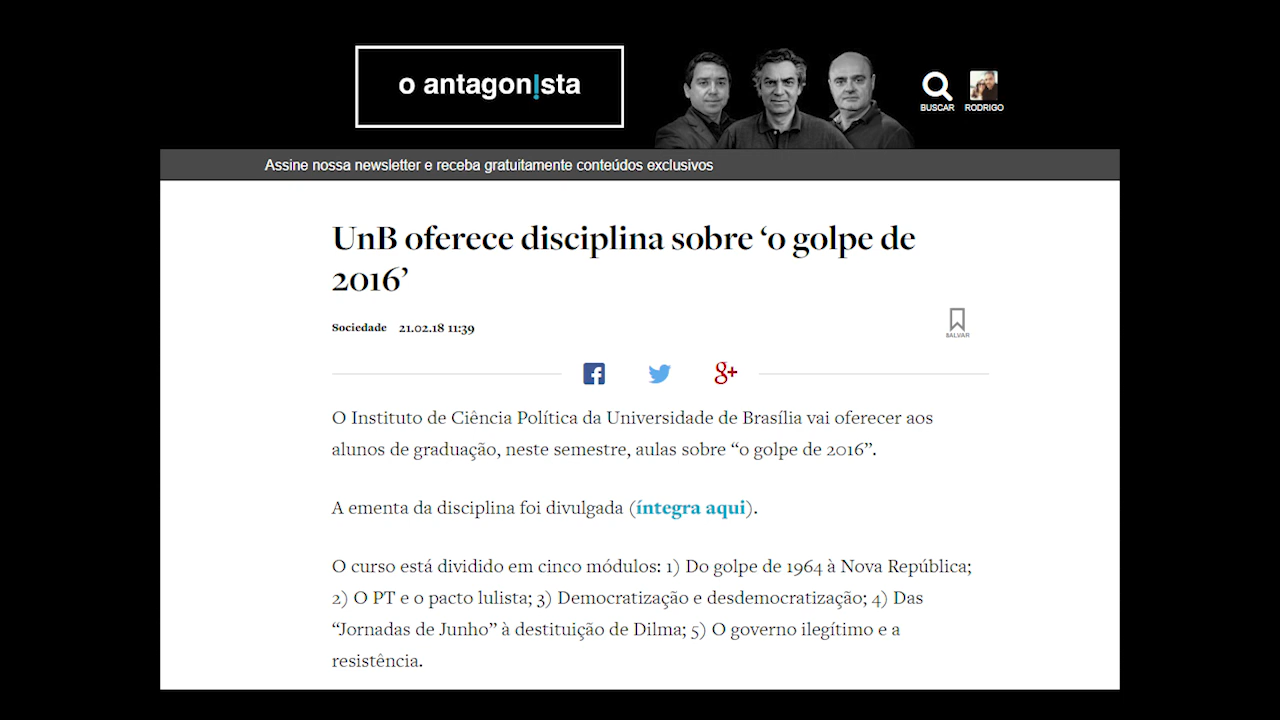 o antagon!sta
BUSCAR
RODRIGO
Assine nossa newsletter e receba gratuitamente conteúdos exclusivos
UnB oferece disciplina sobre ‘o golpe de
2016’
Sociedade 21.02.18 11:39
SALVAR
O Instituto de Ciência Política da Universidade de Brasília vai oferecer aos
alunos de graduação, neste semestre, aulas sobre “o golpe de 2016”.
A ementa da disciplina foi divulgada (íntegra aqui).
O curso está dividido em cinco módulos: 1) Do golpe de 1964 à Nova República;
2) O PT e o pacto lulista; 3) Democratização e desdemocratização; 4) Das
“Jornadas de Junho” à destituição de Dilma; 5) O governo ilegítimo e a
resistência.